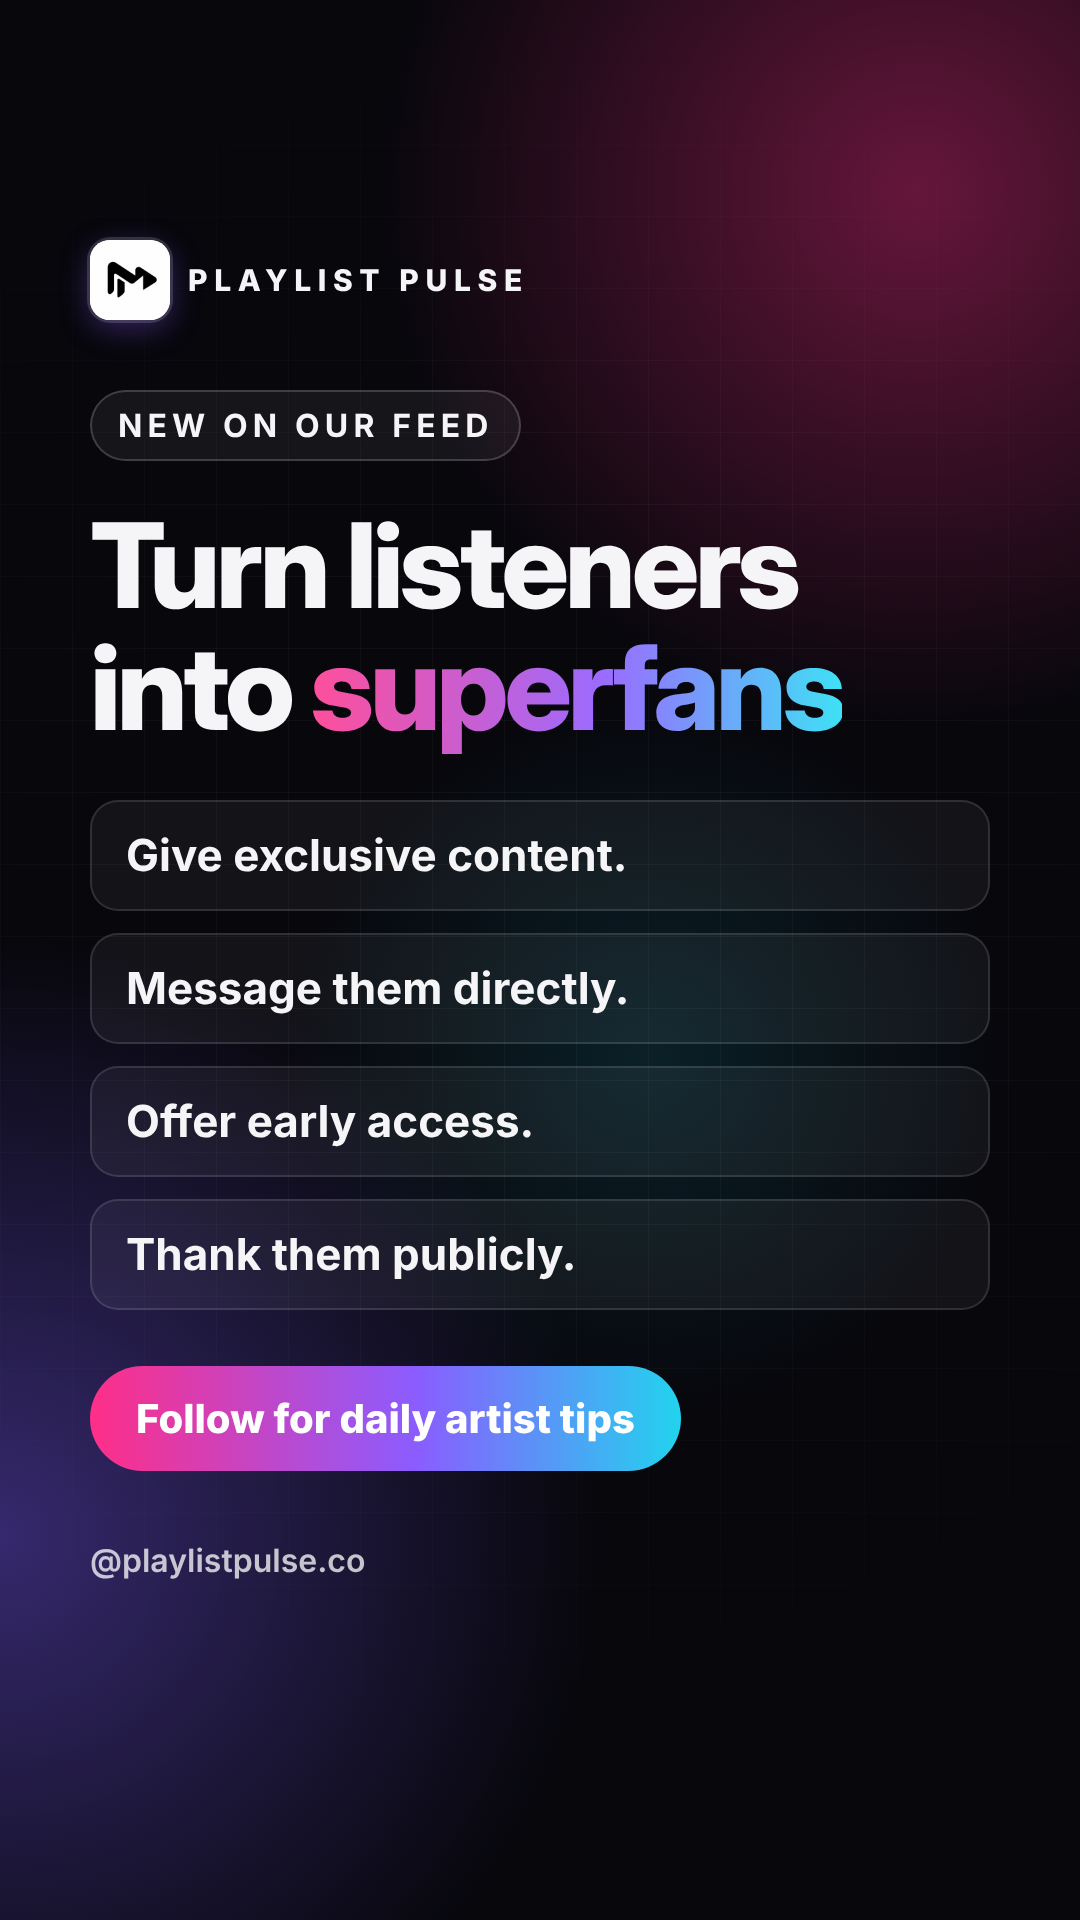 PLAYLIST PULSE
NEW ON OUR FEED
Turn listeners
into superfans
Give exclusive content.
Message them directly.
Offer early access.
Thank them publicly.
Follow for daily artist tips
@playlistpulse.co